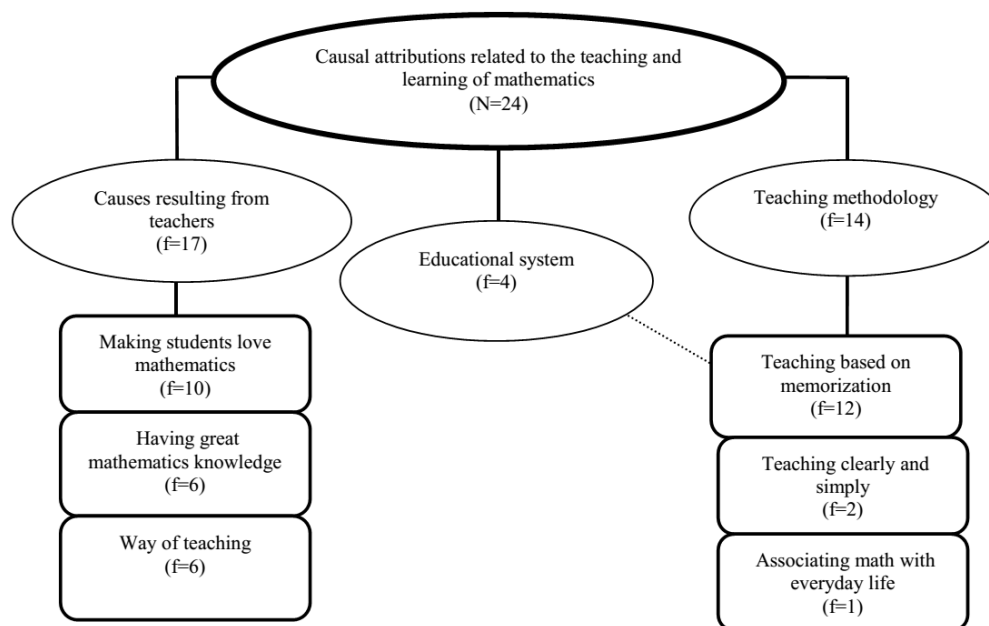 Causal attributions related to the teaching and
learning of mathematics
(N=24)
Causes resulting from
teachers
(f=17)
Educational system
(f=4)
Teaching methodology
(f=14)
Making students love
mathematics
(f=10)
Having great
mathematics knowledge
(f=6)
Way of teaching
(f=6)
Teaching based on
memorization
(f=12)
Teaching clearly and
simply
(f=2)
Associating math with
everyday life
(f=1)